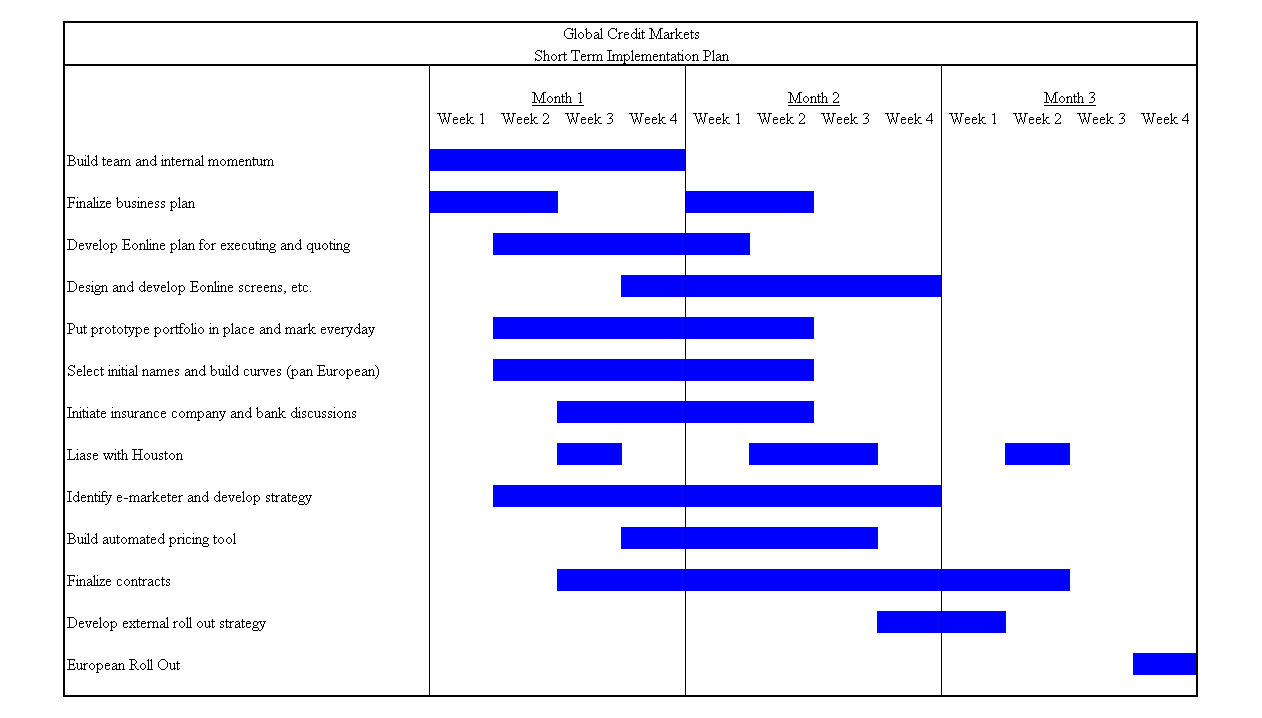 Global Credit Markets
Short Term Implementation Plan
Month 1 Month 2 Month 3
Week 1 Week 2 Week 3 Week 4 Week 1 Week 2 Week 3 Week 4 Week 1 Week 2 Week 3 Week 4
Build team and internal momentum
Finalize business plan
Develop Eonline plan for executing and quoting
Design and develop Eonline screens, etc.
Put prototype portfolio in place and mark everyday
Select initial names and build curves (pan European)
Initiate insurance company and bank discussions
Liase with Houston
Identify e-marketer and develop strategy
Build automated pricing tool
Finalize contracts
Develop external roll out strategy
European Roll Out